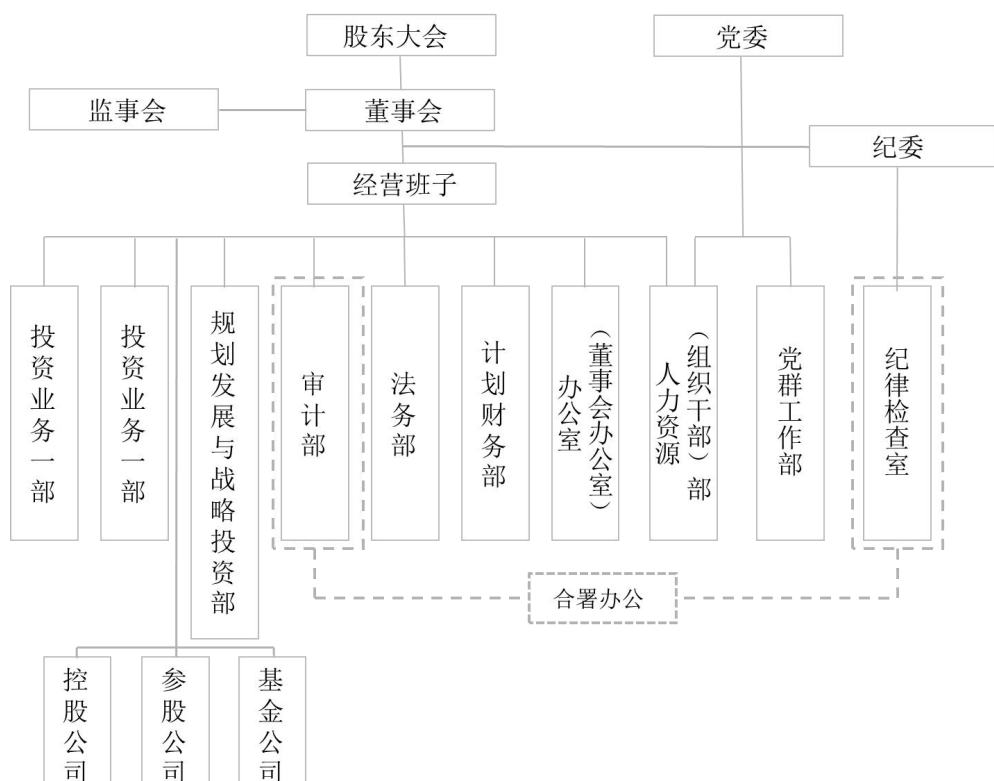 股东大会
党委
监事会
董事会
纪委
经营班子
投资业务一部
投资业务一部
规划发展与战略投资部
审计部
法务部
计划财务部
办公室
（董事会办公室）
人力资源
（组织干部）部
党群工作部
纪律检查室
合署办公
控股公司
参股公司
基金公司